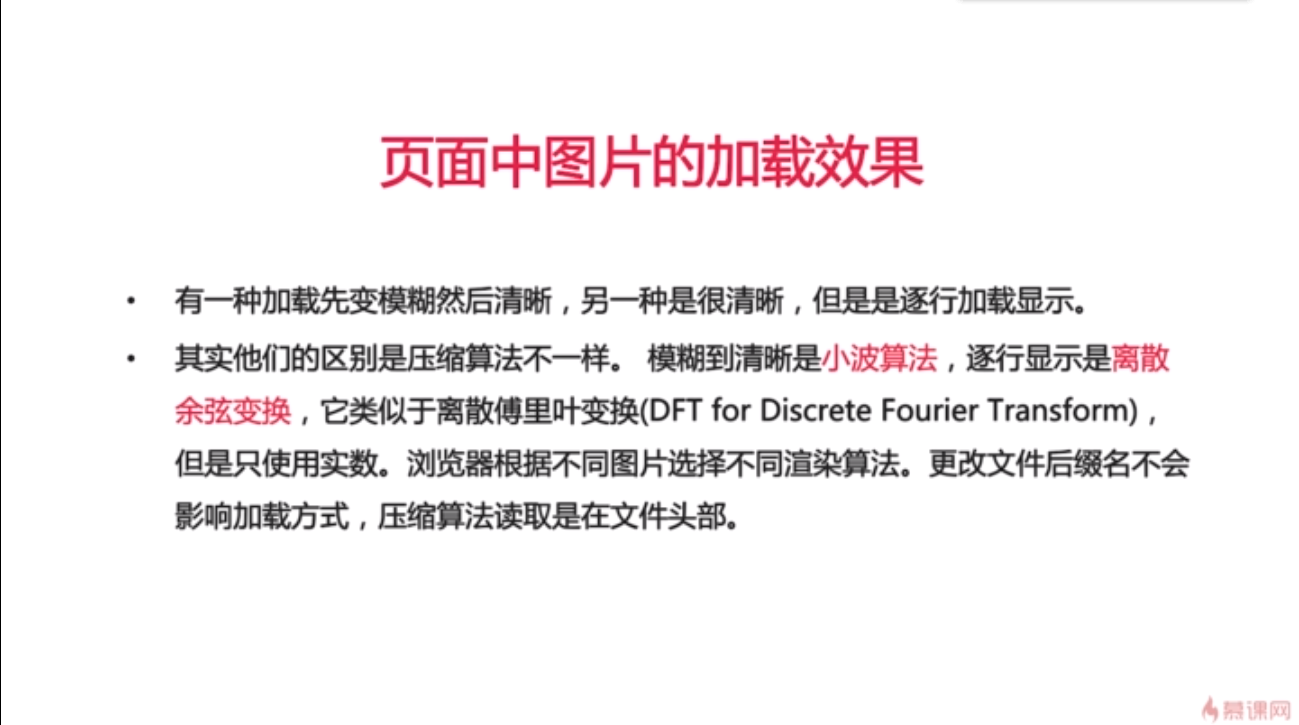 页面中图片的加载效果
• 有一种加载先变模糊然后清晰，另一种是很清晰，但是是逐行加载显示。
• 其实他们的区别是压缩算法不一样。 模糊到清晰是小波算法，逐行显示是离散
余弦变换，它类似于离散傅里叶变换(DFT for Discrete Fourier Transform)，
但是只使用实数。浏览器根据不同图片选择不同渲染算法。更改文件后缀名不会
影响加载方式，压缩算法读取是在文件头部。
慕课网